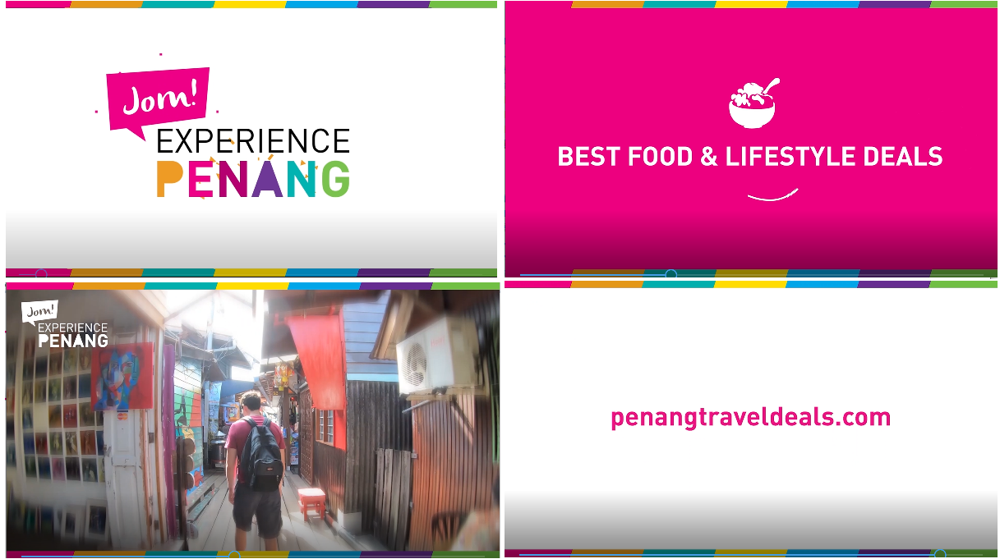 Jom!
EXPERIENCE
PENANG
BEST FOOD & LIFESTYLE DEALS
Jom!
EXPERIENCE
PENANG
penangtraveldeals.com